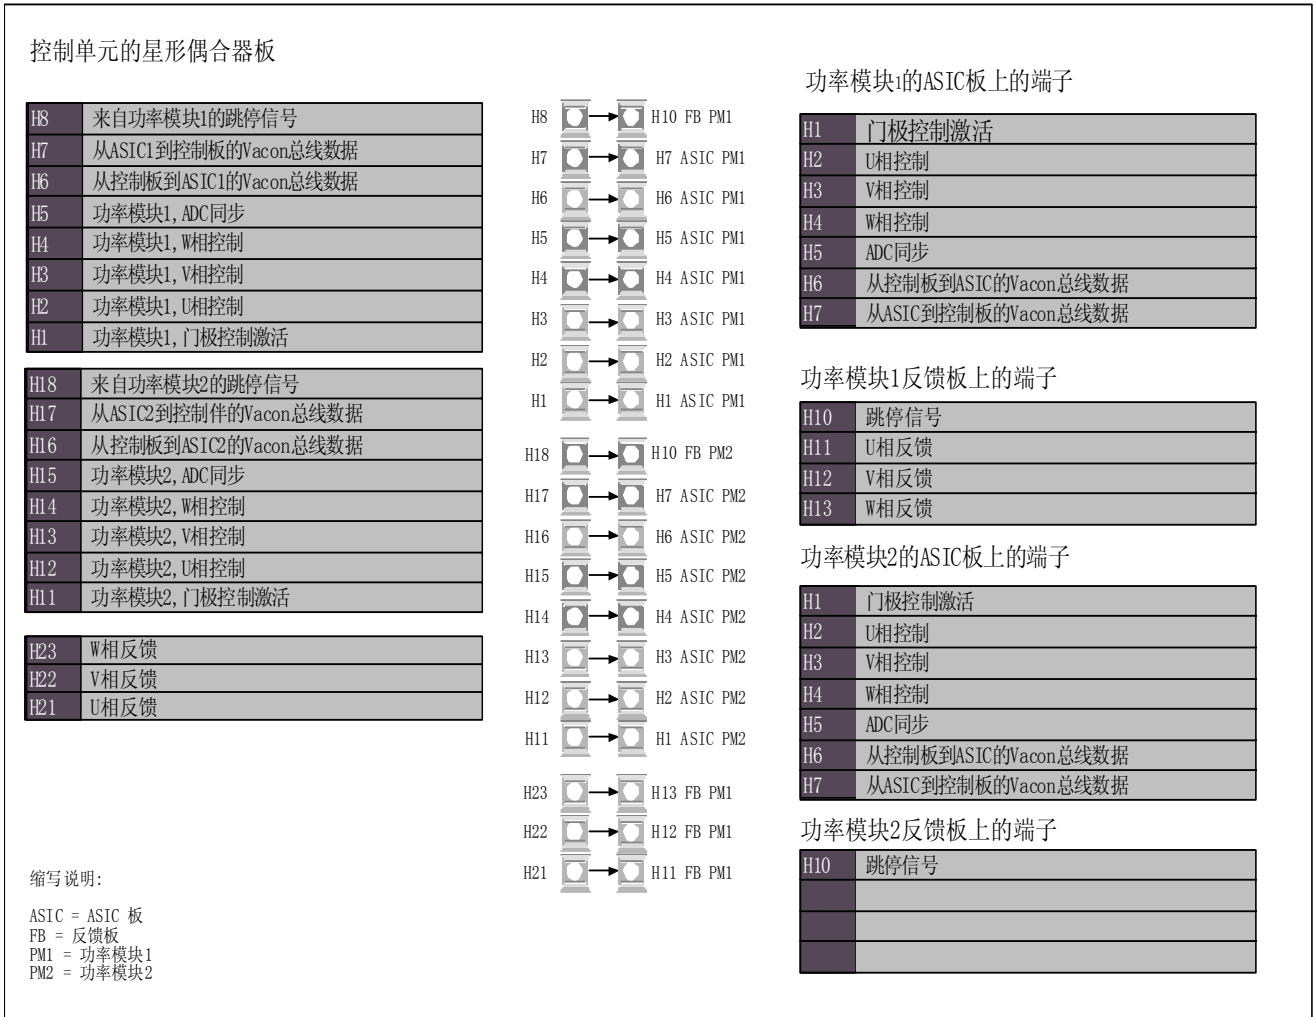 控制单元的星形偶合器板
H8 来自功率模块1的跳停信号
H7 从ASIC1到控制板的Vacon总线数据
H6 从控制板到ASIC1的Vacon总线数据
H5 功率模块1,ADC同步
H4 功率模块1,W相控制
H3 功率模块1,V相控制
H2 功率模块1,U相控制
H1 功率模块1,门极控制激活
H18 来自功率模块2的跳停信号
H17 从ASIC2到控制伴的Vacon总线数据
H16 从控制板到ASIC2的Vacon总线数据
H15 功率模块2,ADC同步
H14 功率模块2,W相控制
H13 功率模块2,V相控制
H12 功率模块2,U相控制
H11 功率模块2,门极控制激活
H23 W相反馈
H22 V相反馈
H21 U相反馈
缩写说明:
ASIC = ASIC 板
FB = 反馈板
PM1 = 功率模块1
PM2 = 功率模块2
H8 H10 FB PM1
H7 H7 ASIC PM1
H6 H6 ASIC PM1
H5 H5 ASIC PM1
H4 H4 ASIC PM1
H3 H3 ASIC PM1
H2 H2 ASIC PM1
H1 H1 ASIC PM1
H18 H10 FB PM2
H17 H7 ASIC PM2
H16 H6 ASIC PM2
H15 H5 ASIC PM2
H14 H4 ASIC PM2
H13 H3 ASIC PM2
H12 H2 ASIC PM2
H11 H1 ASIC PM2
H23 H13 FB PM1
H22 H12 FB PM1
H21 H11 FB PM1
功率模块1的ASIC板上的端子
H1 门极控制激活
H2 U相控制
H3 V相控制
H4 W相控制
H5 ADC同步
H6 从控制板到ASIC的Vacon总线数据
H7 从ASIC到控制板的Vacon总线数据
功率模块1反馈板上的端子
H10 跳停信号
H11 U相反馈
H12 V相反馈
H13 W相反馈
功率模块2的ASIC板上的端子
H1 门极控制激活
H2 U相控制
H3 V相控制
H4 W相控制
H5 ADC同步
H6 从控制板到ASIC的Vacon总线数据
H7 从ASIC到控制板的Vacon总线数据
功率模块2反馈板上的端子
H10 跳停信号